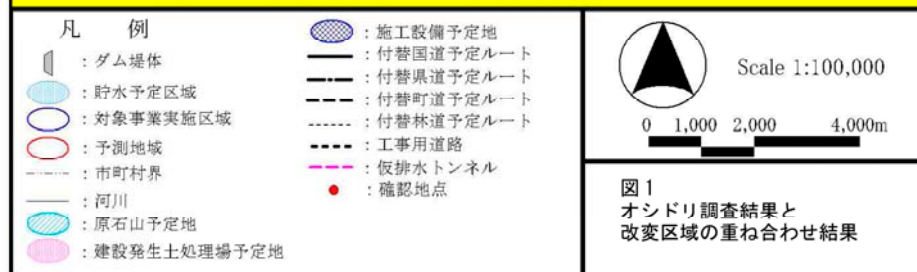 凡 例
：ダム堤体
：貯水予定区域
：対象事業実施区域
：予測地域
：市町村界
：河川
：原石山予定地
：建設発生土処理場予定地
：施工設備予定地
：付替国道予定ルート
：付替県道予定ルート
：付替町道予定ルート
：付替林道予定ルート
：工事用道路
：仮排水トンネル
：確認地点
Scale 1:100,000
0 1,000 2,000 4,000m
図1
オシドリ調査結果と
改変区域の重ね合わせ結果